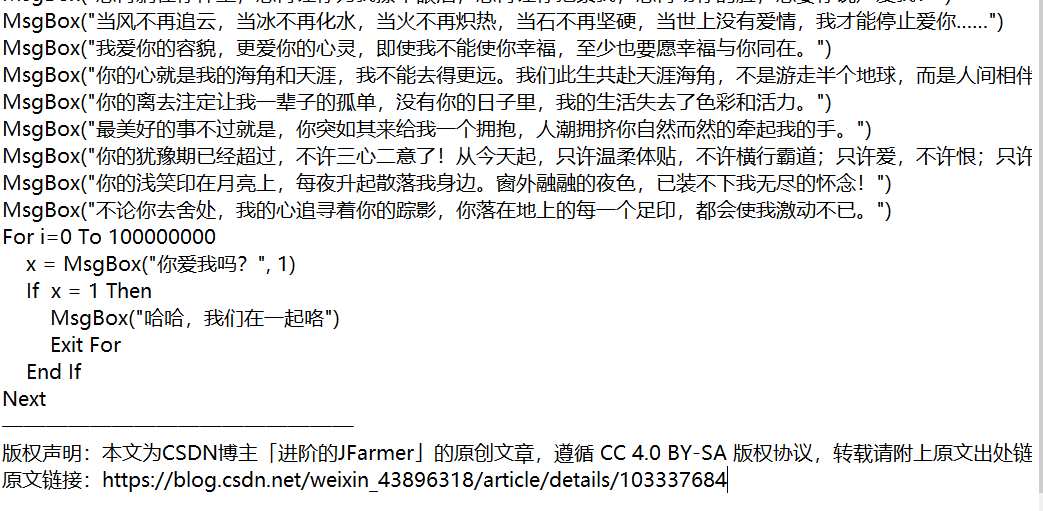 MsgBox("当风不再追云，当冰不再化水，当火不再炽热，当石不再坚硬，当世上没有爱情，我才能停止爱你......")
MsgBox("我爱你的容貌，更爱你的心灵，即使我不能使你幸福，至少也要愿幸福与你同在。")
MsgBox("你的心就是我的海角和天涯，我不能去得更远。我们此生共赴天涯海角，不是游走半个地球，而是人间相伴
MsgBox("你的离去注定让我一辈子的孤单，没有你的日子里，我的生活失去了色彩和活力。")
MsgBox("最美好的事不过就是，你突如其来给我一个拥抱，人潮拥挤你自然而然的牵起我的手。")
MsgBox("你的犹豫期已经超过，不许三心二意了！从今天起，只许温柔体贴，不许横行霸道；只许爱，不许恨；只许
MsgBox("你的浅笑印在月亮上，每夜升起散落我身边。窗外融融的夜色，已装不下我无尽的怀念！")
MsgBox("不论你去舍处，我的心追寻着你的踪影，你落在地上的每一个足印，都会使我激动不已。")
For i=0 To 100000000
x = MsgBox("你爱我吗？", 1)
If x = 1 Then
MsgBox("哈哈，我们在一起咯")
Exit For
End If
Next
————————————————
版权声明：本文为CSDN博主「进阶的JFarmer」的原创文章，遵循 CC 4.0 BY-SA 版权协议，转载请附上原文出处链
原文链接：https://blog.csdn.net/weixin_43896318/article/details/103337684